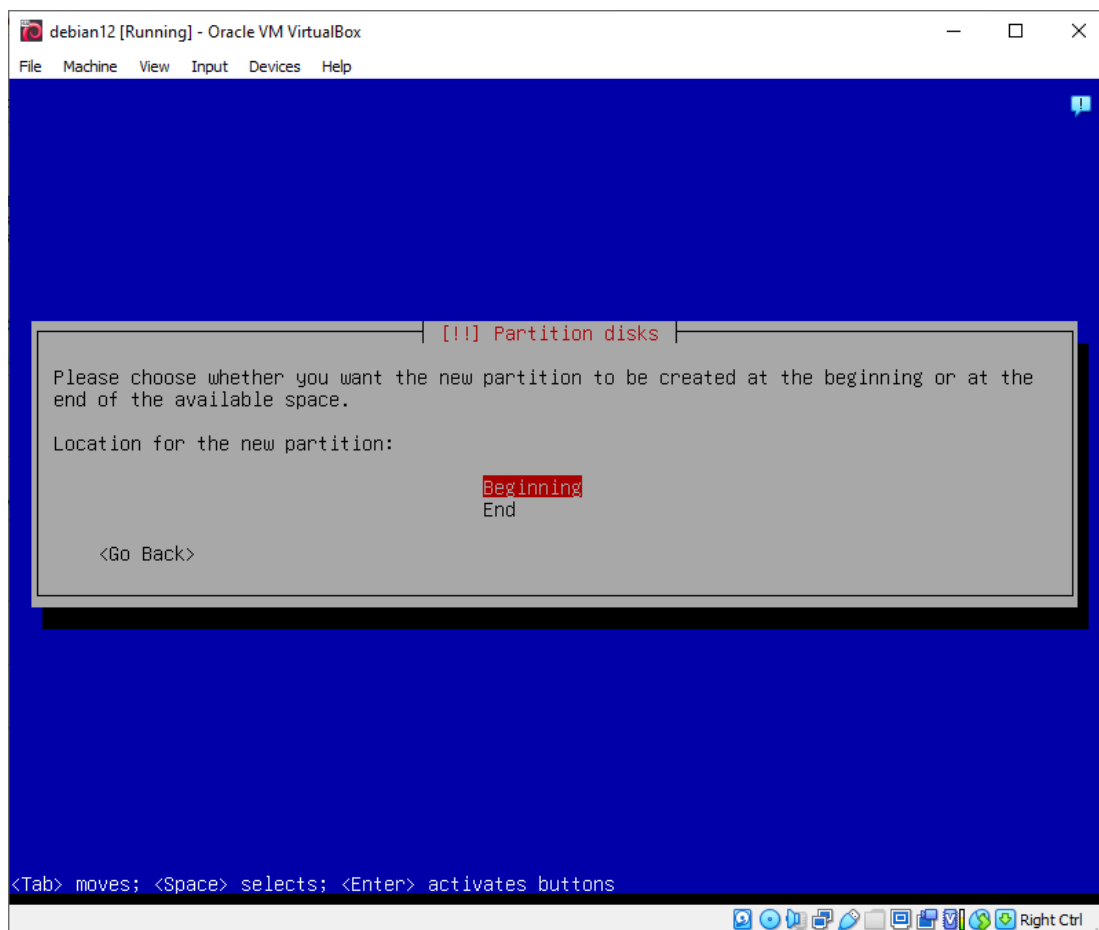 debian12 [Running] - Oracle VM VirtualBox
File Machine View Input Devices Help
[!!] Partition disks
Please choose whether you want the new partition to be created at the beginning or at the
end of the available space.
Location for the new partition:
Beginning
End
<Go Back>
<Tab> moves; <Space> selects; <Enter> activates buttons
Right Ctrl